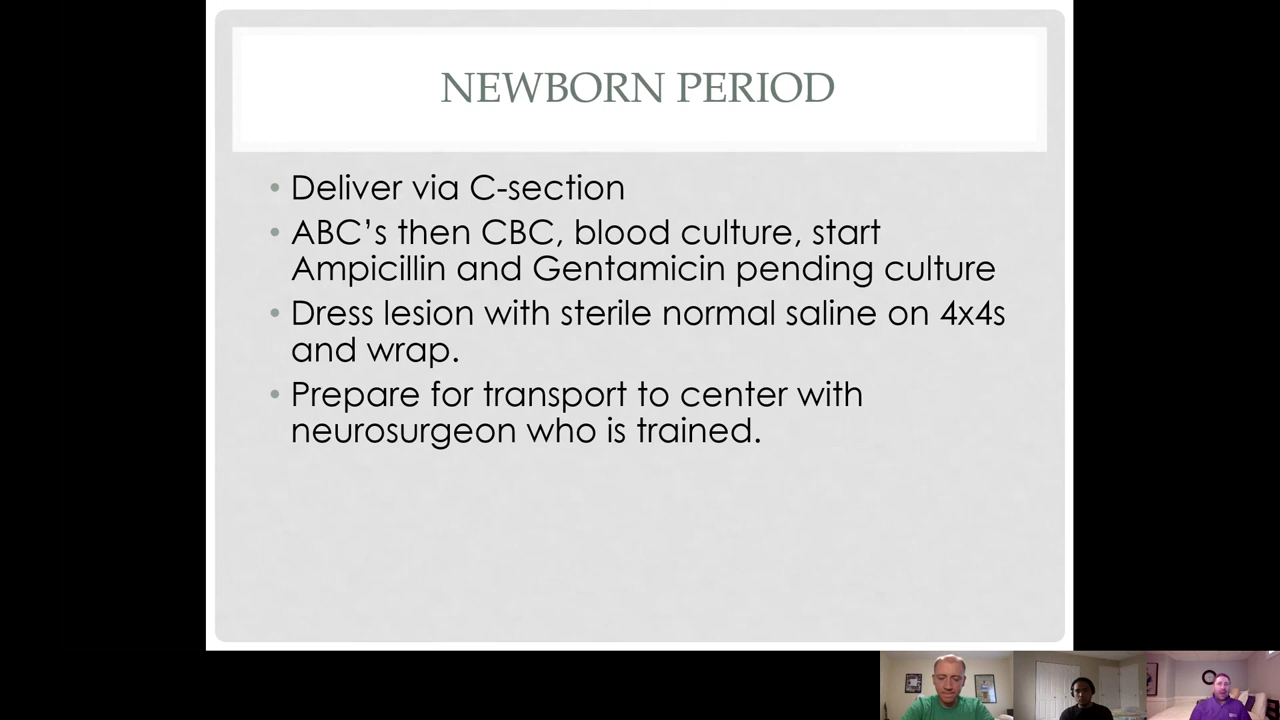 NEWBORN PERIOD
• Deliver via C-section
• ABC’s then CBC, blood culture, start
Ampicillin and Gentamicin pending culture
• Dress lesion with sterile normal saline on 4x4s
and wrap.
• Prepare for transport to center with
neurosurgeon who is trained.